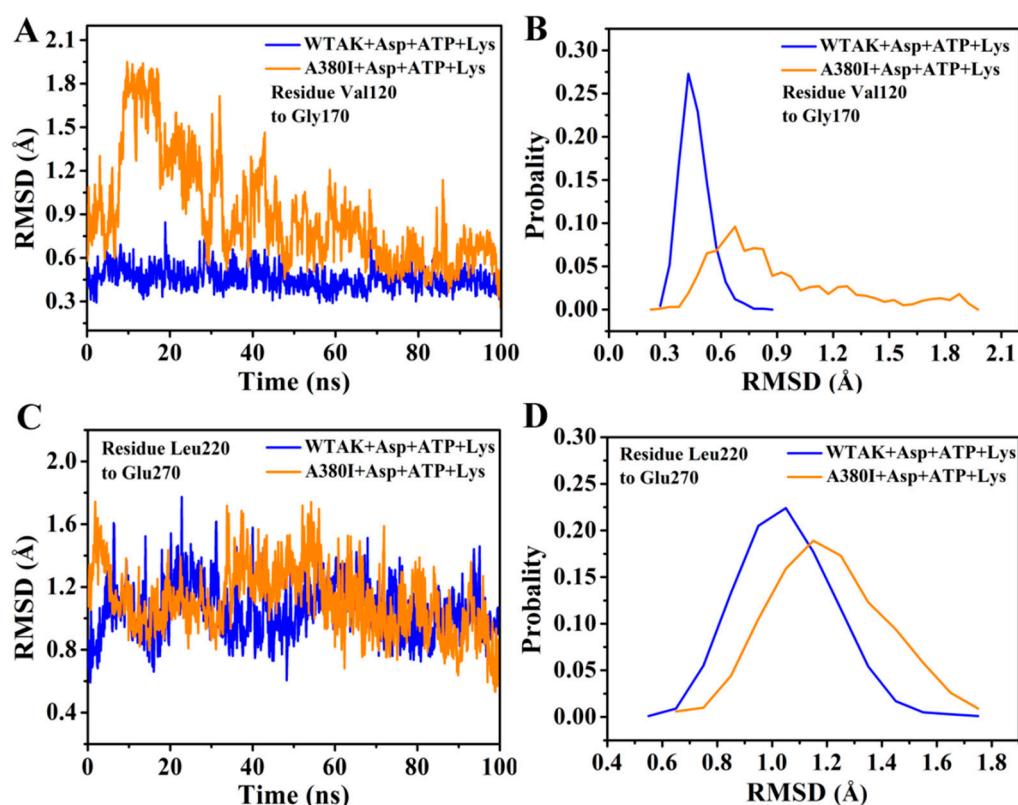 A
WTAK+Asp+ATP+Lys
A380I+Asp+ATP+Lys
Residue Val120
to Gly170
RMSD (Å)
2.1
1.8
1.5
1.2
0.9
0.6
0.3
0 20 40 60 80 100
Time (ns)
B
WTAK+Asp+ATP+Lys
A380I+Asp+ATP+Lys
Residue Val120
to Gly170
Probality
0.30
0.25
0.20
0.15
0.10
0.05
0.00
0.0 0.3 0.6 0.9 1.2 1.5 1.8 2.1
RMSD (Å)
C
Residue Leu220
to Glu270
WTAK+Asp+ATP+Lys
A380I+Asp+ATP+Lys
RMSD (Å)
2.0
1.6
1.2
0.8
0.4
0 20 40 60 80 100
Time (ns)
D
Residue Leu220
to Glu270
WTAK+Asp+ATP+Lys
A380I+Asp+ATP+Lys
Probality
0.30
0.25
0.20
0.15
0.10
0.05
0.00
0.4 0.6 0.8 1.0 1.2 1.4 1.6 1.8
RMSD (Å)